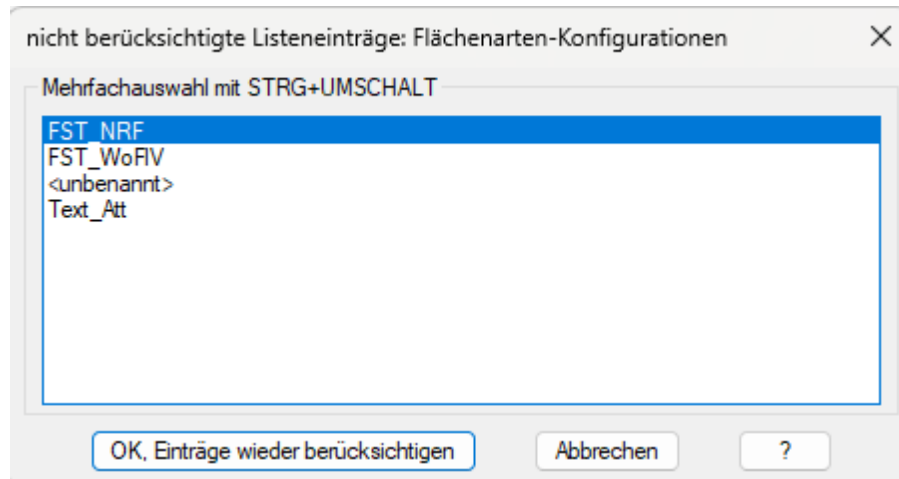 nicht berücksichtigte Listeneinträge: Flächenarten-Konfigurationen
Mehrfachauswahl mit STRG+UMSCHALT
FST_NRF
FST_WoFlV
<unbenannt>
Text_Att
OK, Einträge wieder berücksichtigen
Abbrechen
?